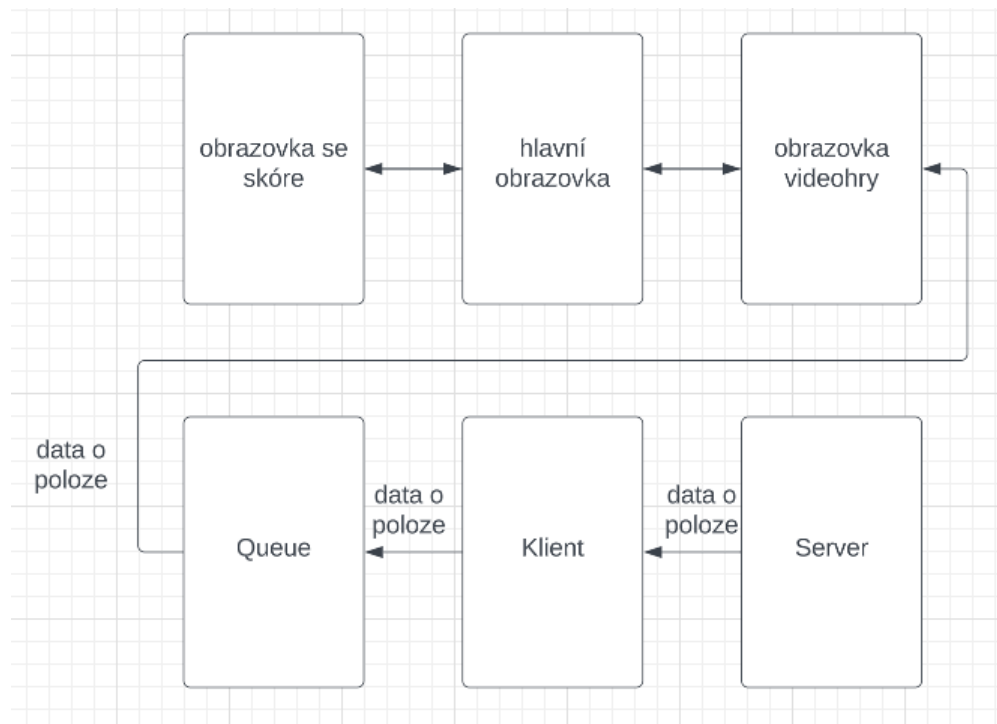 obrazovka se
skóre
hlavní
obrazovka
obrazovka
videohry
data o
poloze
Queue
data o
poloze
Klient
data o
poloze
Server